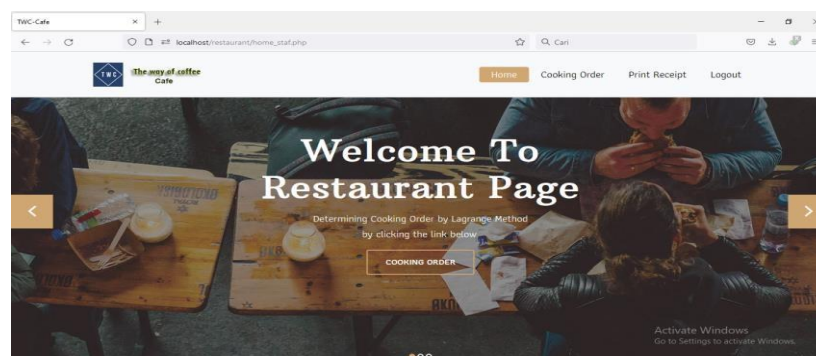 TWC-Cafe
localhost/restaurant/home_staf.php
Cari
TWC
The way of coffee
Cafe
Home
Cooking Order
Print Receipt
Logout
Welcome To
Restaurant Page
Determining Cooking Order by Lagrange Method
by clicking the link below
COOKING ORDER
Activate Windows
Go to Settings to activate Windows.